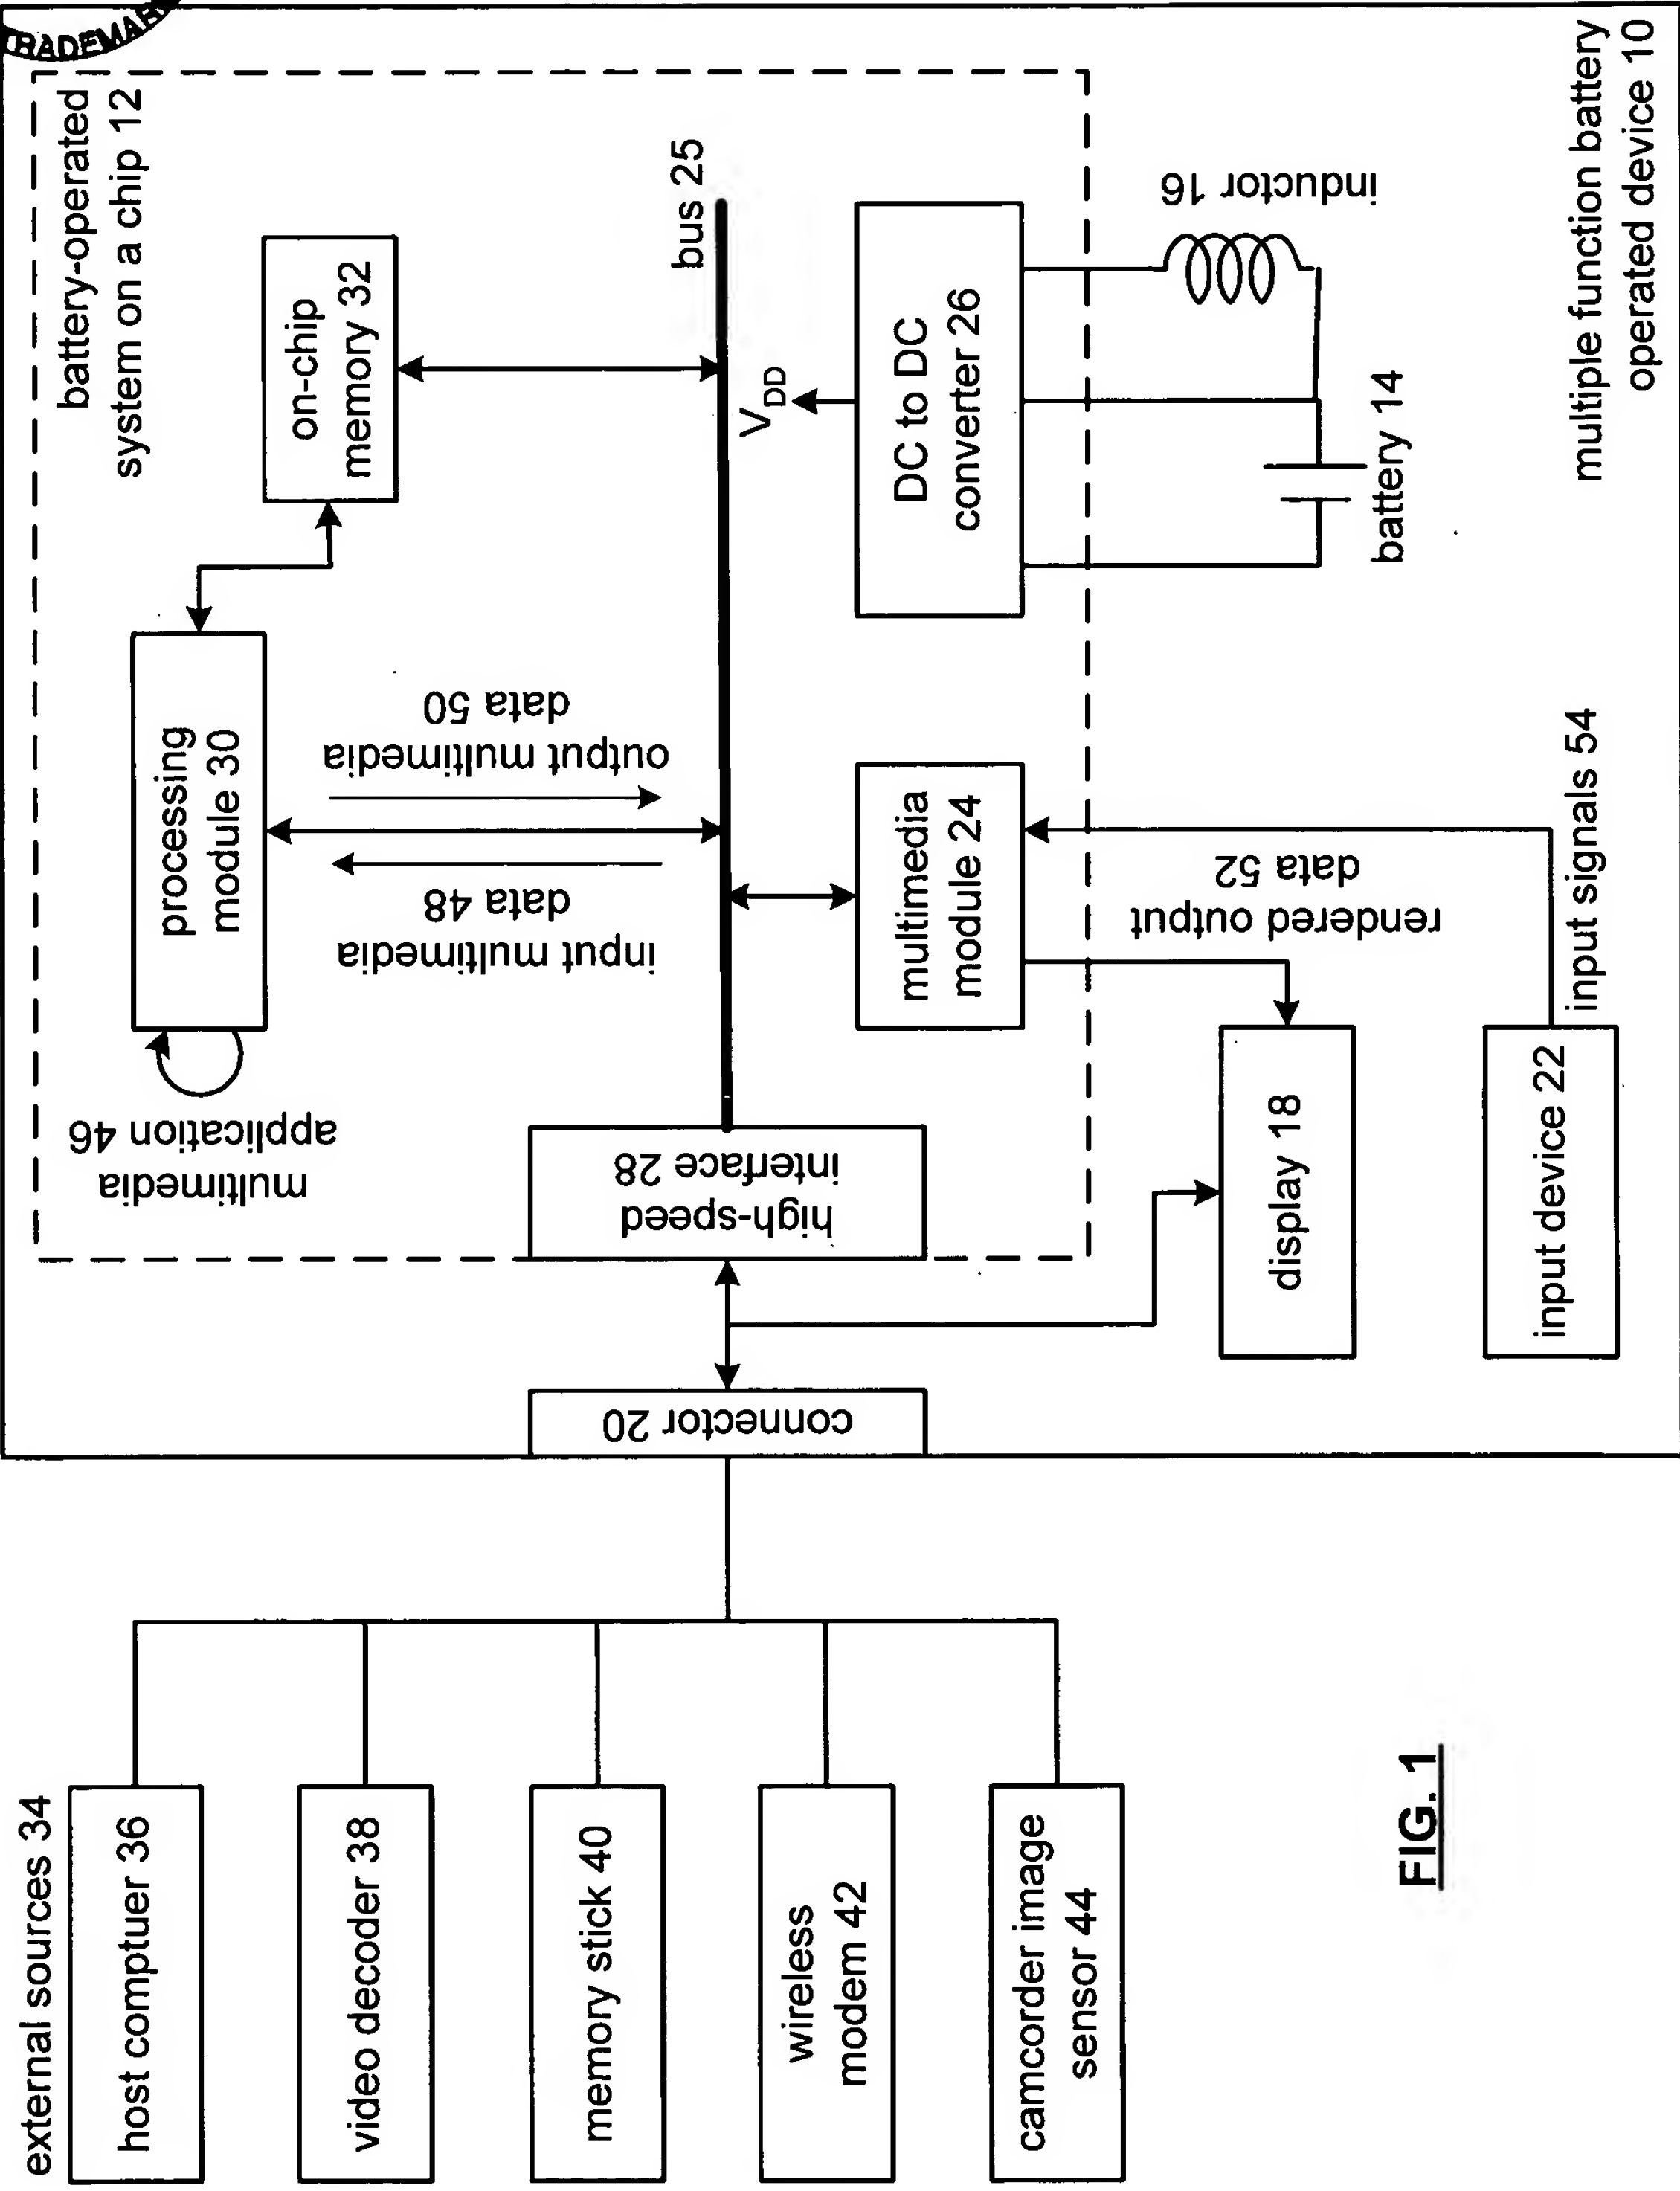 RADEMAR
battery-operated
system on a chip 12
multimedia
application 46
processing
module 30
on-chip
memory 32
input multimedia
data 48
output multimedia
data 50
bus 25
high-speed
interface 28
connector 20
multimedia
module 24
DC to DC
converter 26
VDD
inductor 16
battery 14
rendered output
data 52
display 18
input device 22
input signals 54
multiple function battery
operated device 10
external sources 34
host comptuer 36
video decoder 38
memory stick 40
wireless
modem 42
camcorder image
sensor 44
FIG. 1